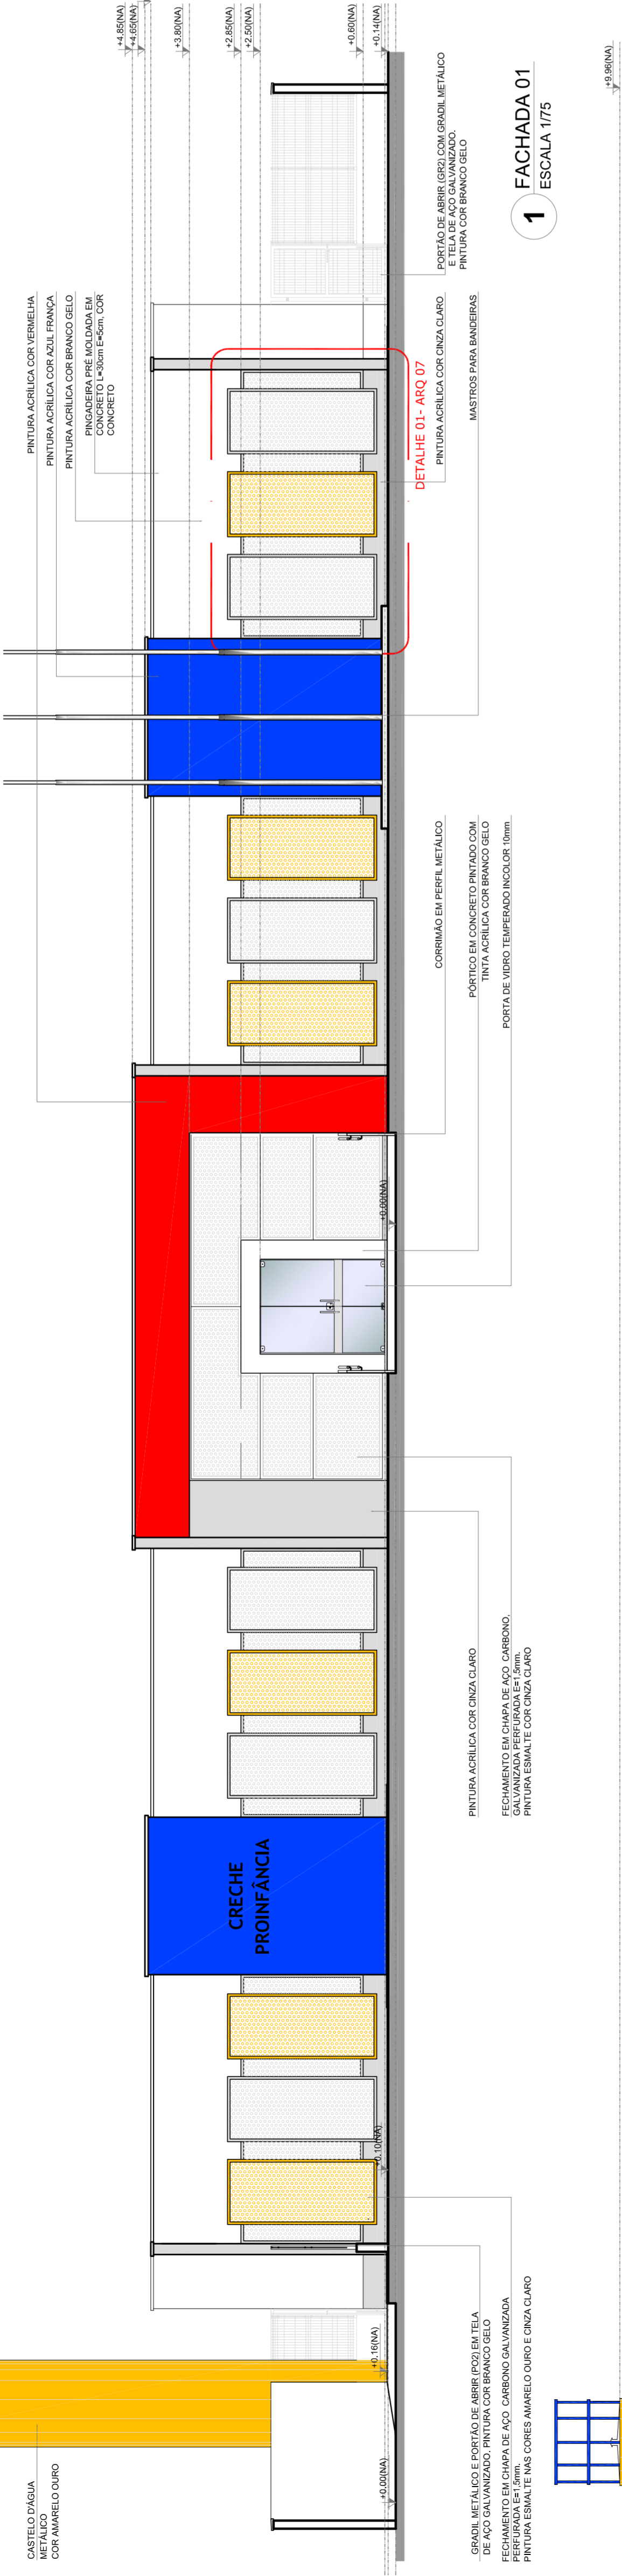 CASTELO D'ÁGUA
METÁLICO
COR AMARELO OURO
PINTURA ACRÍLICA COR VERMELHA
PINTURA ACRÍLICA COR AZUL FRANÇA
PINTURA ACRÍLICA COR BRANCO GELO
PINGADEIRA PRÉ MOLDADA EM
CONCRETO L=30cm E=5cm, COR
CONCRETO
+4.85(NA)
+4.65(NA)
+3.80(NA)
+2.85(NA)
+2.50(NA)
+0.60(NA)
+0.14(NA)
CRECHE
PROINFÂNCIA
+0.00(NA)
+0.16(NA)
+0.10(NA)
+0.00(NA)
DETALHE 01- ARQ 07
GRADIL METÁLICO E PORTÃO DE ABRIR (PO2) EM TELA
DE AÇO GALVANIZADO, PINTURA COR BRANCO GELO
FECHAMENTO EM CHAPA DE AÇO CARBONO GALVANIZADA
PERFURADA E=1,5mm.
PINTURA ESMALTE NAS CORES AMARELO OURO E CINZA CLARO
PINTURA ACRÍLICA COR CINZA CLARO
FECHAMENTO EM CHAPA DE AÇO CARBONO,
GALVANIZADA PERFURADA E=1,5mm.
PINTURA ESMALTE COR CINZA CLARO
CORRIMÃO EM PERFIL METÁLICO
PÓRTICO EM CONCRETO PINTADO COM
TINTA ACRÍLICA COR BRANCO GELO
PORTA DE VIDRO TEMPERADO INCOLOR 10mm
PINTURA ACRÍLICA COR CINZA CLARO
MASTROS PARA BANDEIRAS
PORTÃO DE ABRIR (GR2) COM GRADIL METÁLICO
E TELA DE AÇO GALVANIZADO.
PINTURA COR BRANCO GELO
1
FACHADA 01
ESCALA 1/75
+9.96(NA)